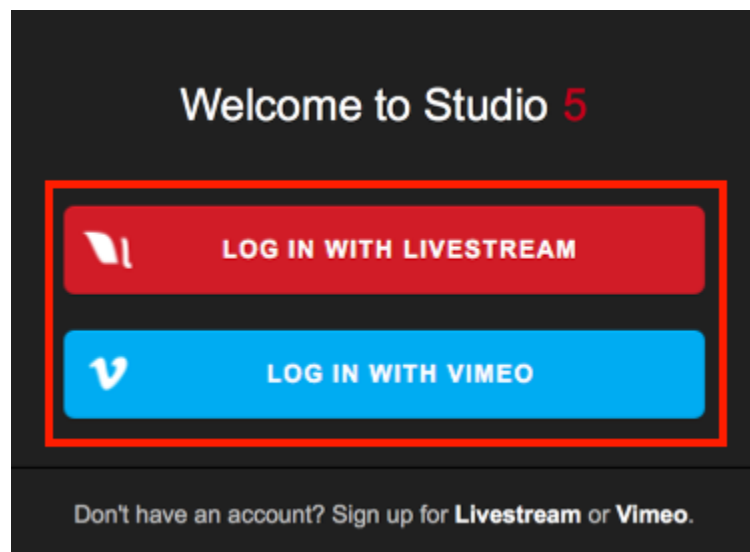 Welcome to Studio 5
LOG IN WITH LIVESTREAM
LOG IN WITH VIMEO
Don't have an account? Sign up for Livestream or Vimeo.